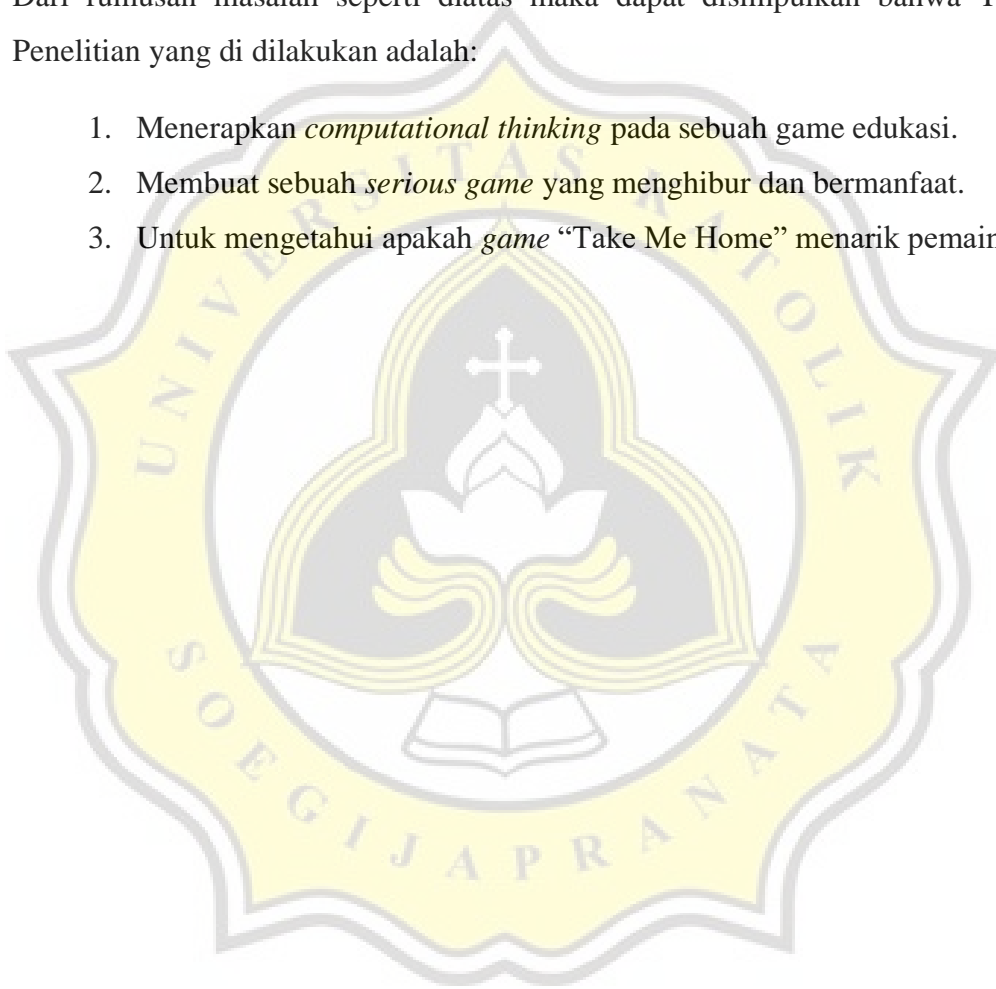 Dari rumusan masalah seperti diatas maka dapat disimpulkan bahwa
Penelitian yang di dilakukan adalah:
1. Menerapkan computational thinking pada sebuah game edukasi.
2. Membuat sebuah serious game yang menghibur dan bermanfaat.
3. Untuk mengetahui apakah game “Take Me Home” menarik pemain
UNIVERSITAS KATOLIK
SOEGIJAPRANATA